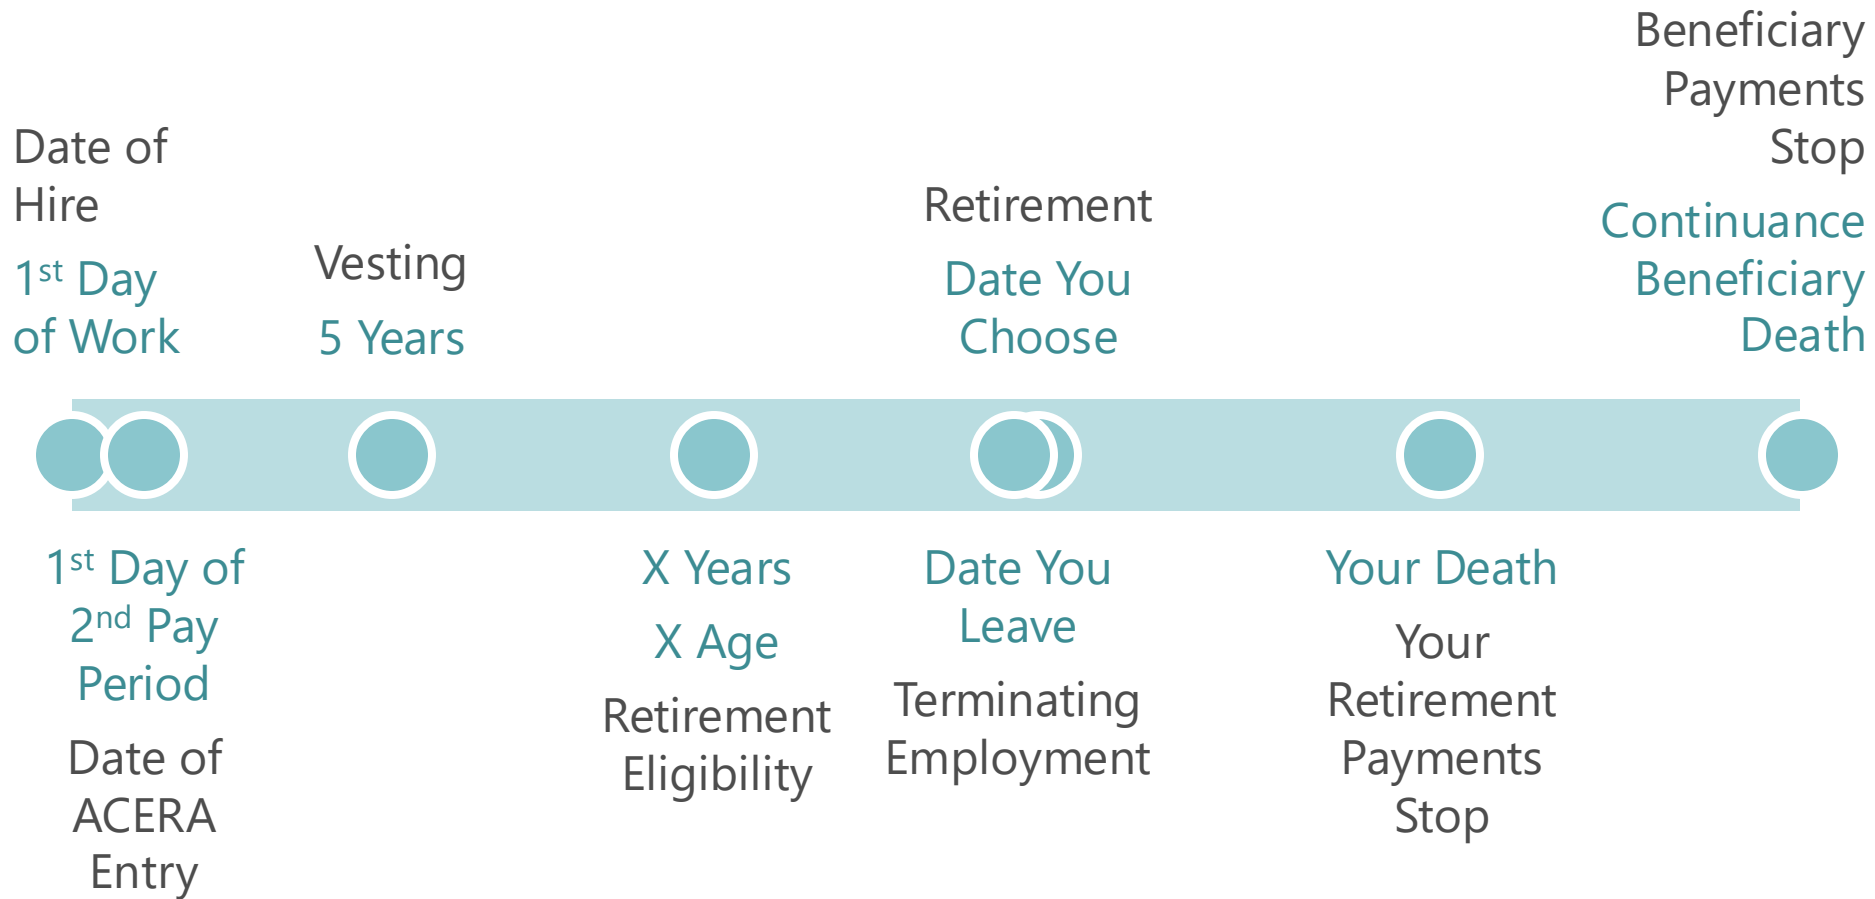 Date of
Hire
1st Day
of Work
1st Day of
2nd Pay
Period
Date of
ACERA
Entry
Vesting
5 Years
X Years
X Age
Retirement
Eligibility
Retirement
Date You
Choose
Date You
Leave
Terminating
Employment
Your Death
Your
Retirement
Payments
Stop
Beneficiary
Payments
Stop
Continuance
Beneficiary
Death